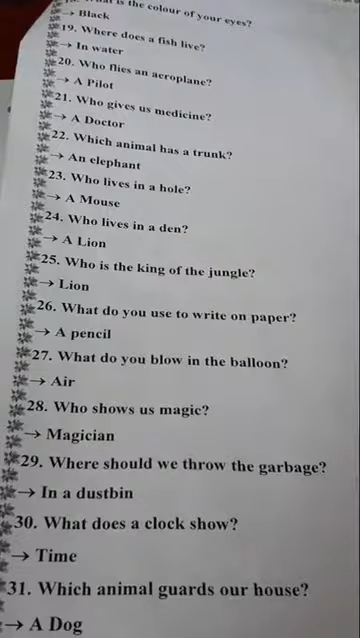 is the colour of your eyes?
→ Black
19. Where does a fish live?
→ In water
20. Who flies an aeroplane?
→ A Pilot
21. Who gives us medicine?
→ A Doctor
22. Which animal has a trunk?
→ An elephant
23. Who lives in a hole?
→ A Mouse
24. Who lives in a den?
→ A Lion
25. Who is the king of the jungle?
→ Lion
26. What do you use to write on paper?
→ A pencil
27. What do you blow in the balloon?
→ Air
28. Who shows us magic?
→ Magician
29. Where should we throw the garbage?
→ In a dustbin
30. What does a clock show?
→ Time
31. Which animal guards our house?
→ A Dog